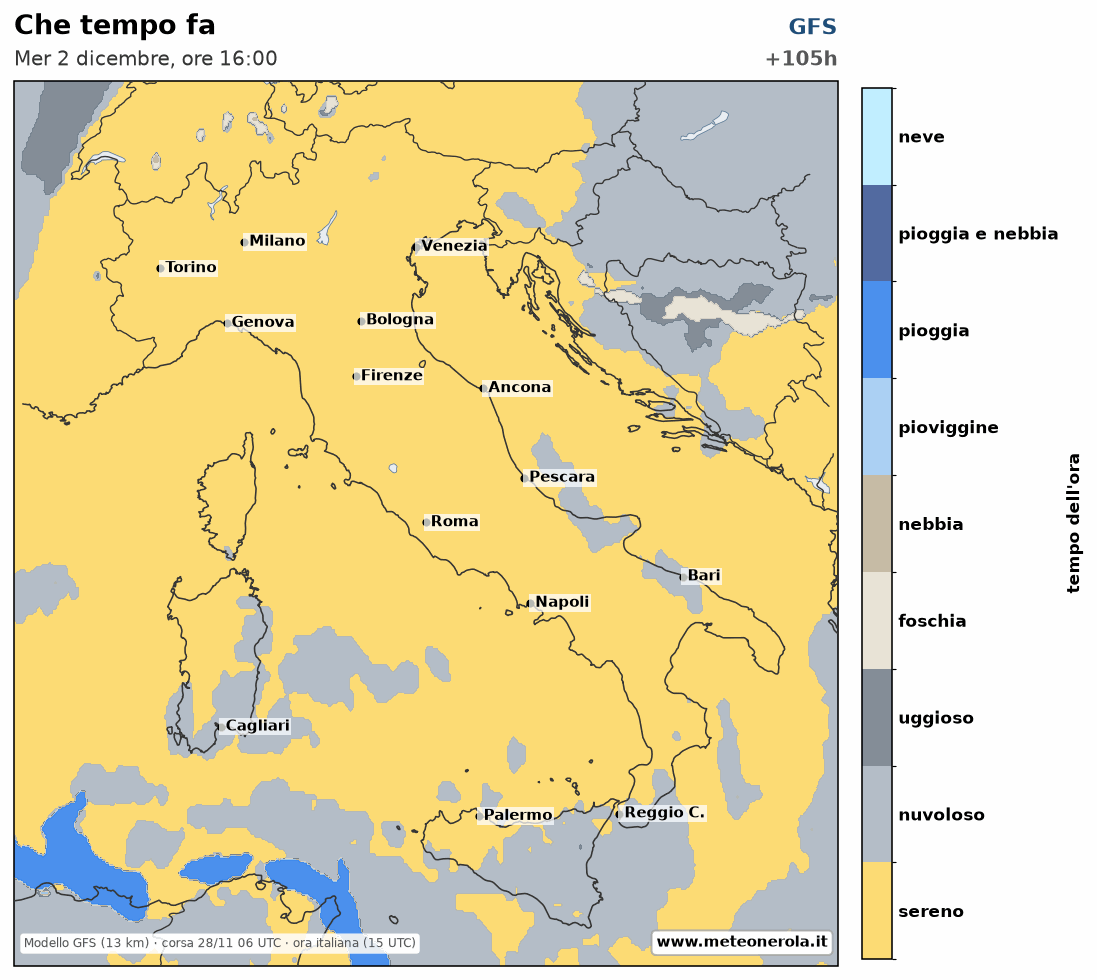 Che tempo fa
GFS
Mer 2 dicembre, ore 16:00
+105h
neve
pioggia e nebbia
pioggia
pioviggine
nebbia
foschia
uggioso
nuvoloso
sereno
tempo dell'ora
Milano
Venezia
Torino
Genova
Bologna
Firenze
Ancona
Pescara
Roma
Bari
Napoli
Cagliari
Palermo
Reggio C.
Modello GFS (13 km) · corsa 28/11 06 UTC · ora italiana (15 UTC)
www.meteonerola.it